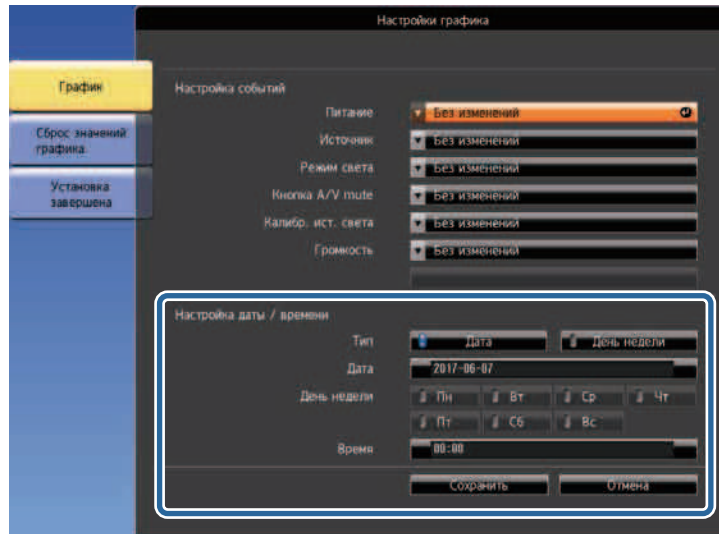 Настройки графика
График
Сброс значений
графика.
Установка
завершена
Настройка событий
Питание Без изменений
Источник Без изменений
Режим света Без изменений
Кнопка A/V mute Без изменений
Калибр. ист. света Без изменений
Громкость Без изменений
Настройка даты / времени
Тип Дата День недели
Дата 2017-06-07
День недели Пн Вт Ср Чт
Пт Сб Вс
Время 00:00
Сохранить Отмена